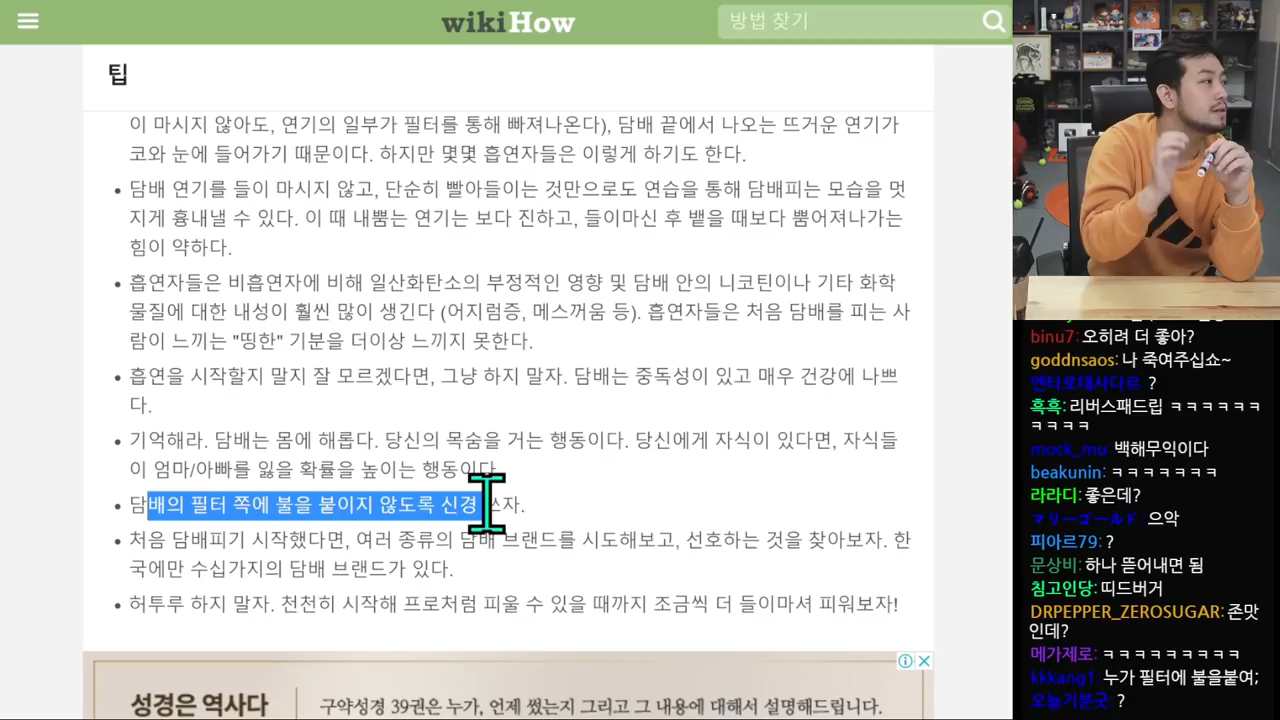 wikiHow
방법 찾기
팁
이 마시지 않아도, 연기의 일부가 필터를 통해 빠져나온다), 담배 끝에서 나오는 뜨거운 연기가
코와 눈에 들어가기 때문이다. 하지만 몇몇 흡연자들은 이렇게 하기도 한다.
• 담배 연기를 들이 마시지 않고, 단순히 빨아들이는 것만으로도 연습을 통해 담배피는 모습을 멋
지게 흉내낼 수 있다. 이 때 내뿜는 연기는 보다 진하고, 들이마신 후 뱉을 때보다 뿜어져나가는
힘이 약하다.
• 흡연자들은 비흡연자에 비해 일산화탄소의 부정적인 영향 및 담배 안의 니코틴이나 기타 화학
물질에 대한 내성이 훨씬 많이 생긴다 (어지럼증, 메스꺼움 등). 흡연자들은 처음 담배를 피는 사
람이 느끼는 "띵한" 기분을 더이상 느끼지 못한다.
• 흡연을 시작할지 말지 잘 모르겠다면, 그냥 하지 말자. 담배는 중독성이 있고 매우 건강에 나쁘
다.
• 기억해라. 담배는 몸에 해롭다. 당신의 목숨을 거는 행동이다. 당신에게 자식이 있다면, 자식들
이 엄마/아빠를 잃을 확률을 높이는 행동이다.
• 담배의 필터 쪽에 불을 붙이지 않도록 신경 쓰자.
• 처음 담배피기 시작했다면, 여러 종류의 담배 브랜드를 시도해보고, 선호하는 것을 찾아보자. 한
국에만 수십가지의 담배 브랜드가 있다.
• 허투루 하지 말자. 천천히 시작해 프로처럼 피울 수 있을 때까지 조금씩 더 들이마셔 피워보자!
성경은 역사다
구약성경 39권은 누가, 언제 썼는지 그리고 그 내용에 대해서 설명해드립니다.
binu7: 오히려 더 좋아?
goddnsaos: 나 죽여주십쇼~
엔타로태사다르: ?
흑흑: 리버스패드립 ㅋㅋㅋㅋㅋㅋ
ㅋㅋㅋㅋ
mock_mu: 백해무익이다
beakunin: ㅋㅋㅋㅋㅋㅋㅋ
라라디: 좋은데?
マリーゴールド: 으악
피아르79: ?
문상비: 하나 뜯어내면 됨
침고인당: 띠드버거
DRPEPPER_ZEROSUGAR: 존맛
인데?
메가제로: ㅋㅋㅋㅋㅋㅋㅋㅋㅋ
kkkang1: 누가 필터에 불을붙여;
오늘기분굿: ?